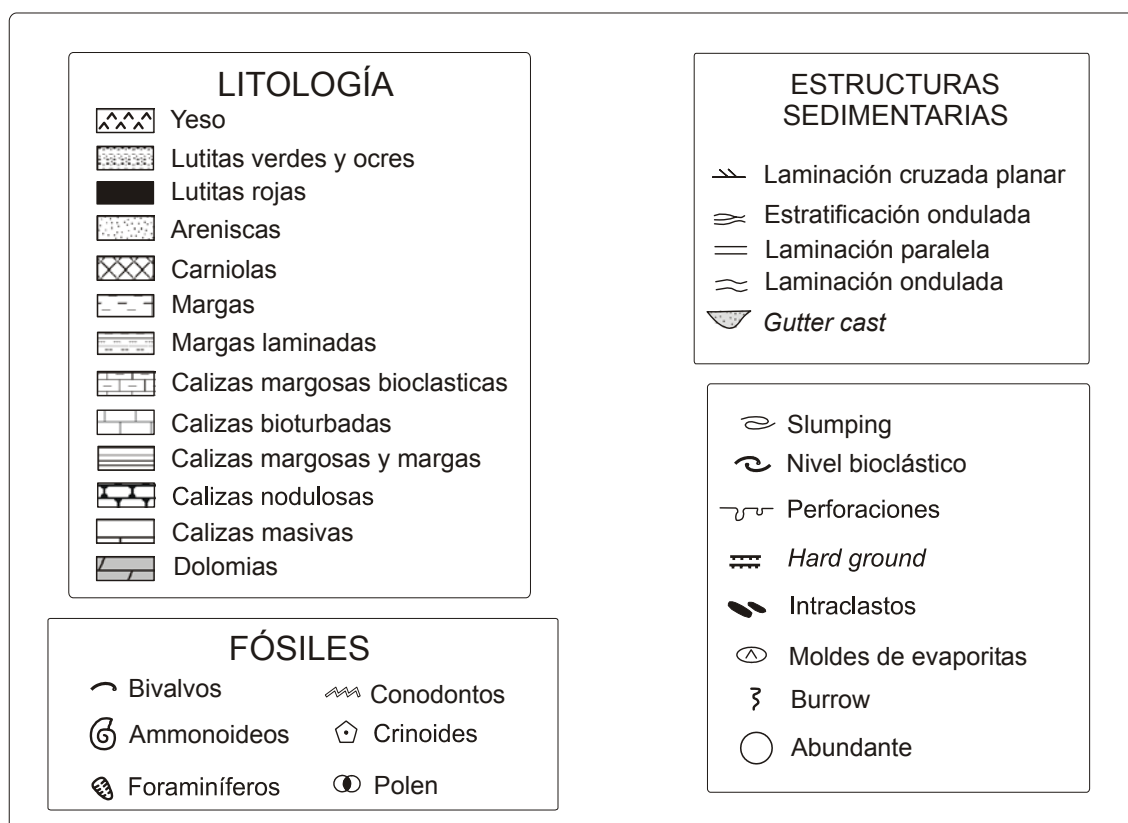 LITOLOGÍA
Yeso
Lutitas verdes y ocres
Lutitas rojas
Areniscas
Carniolas
Margas
Margas laminadas
Calizas margosas bioclasticas
Calizas bioturbadas
Calizas margosas y margas
Calizas nodulosas
Calizas masivas
Dolomias
FÓSILES
Bivalvos
Conodontos
Ammonoideos
Crinoides
Foraminíferos
Polen
ESTRUCTURAS
SEDIMENTARIAS
Laminación cruzada planar
Estratificación ondulada
Laminación paralela
Laminación ondulada
Gutter cast
Slumping
Nivel bioclástico
Perforaciones
Hard ground
Intraclastos
Moldes de evaporitas
Burrow
Abundante